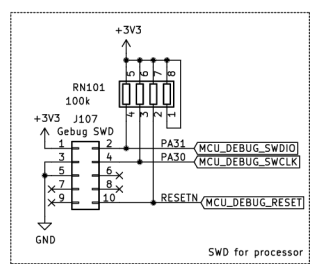 +3V3
RN101
100k
5 6 7 8
4 3 2 1
J107
+3V3
Gebug SWD
1 2 PA31 MCU_DEBUG_SWDIO
3 4 PA30 MCU_DEBUG_SWCLK
5 6
7 8
9 10 RESETN MCU_DEBUG_RESET
GND
SWD for processor